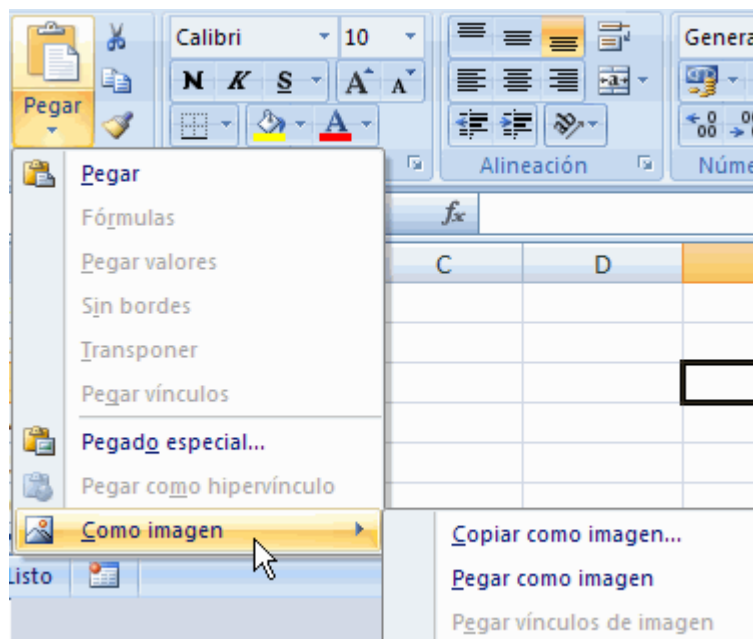 Calibri 10
Genera
N K S A A
Pegar
A
Alineación
Núme
Pegar
Fórmulas
Pegar valores
Sin bordes
Transponer
Pegar vínculos
Pegado especial...
Pegar como hipervínculo
Como imagen
fx
C D
Copiar como imagen...
Pegar como imagen
Pegar vínculos de imagen
Listo